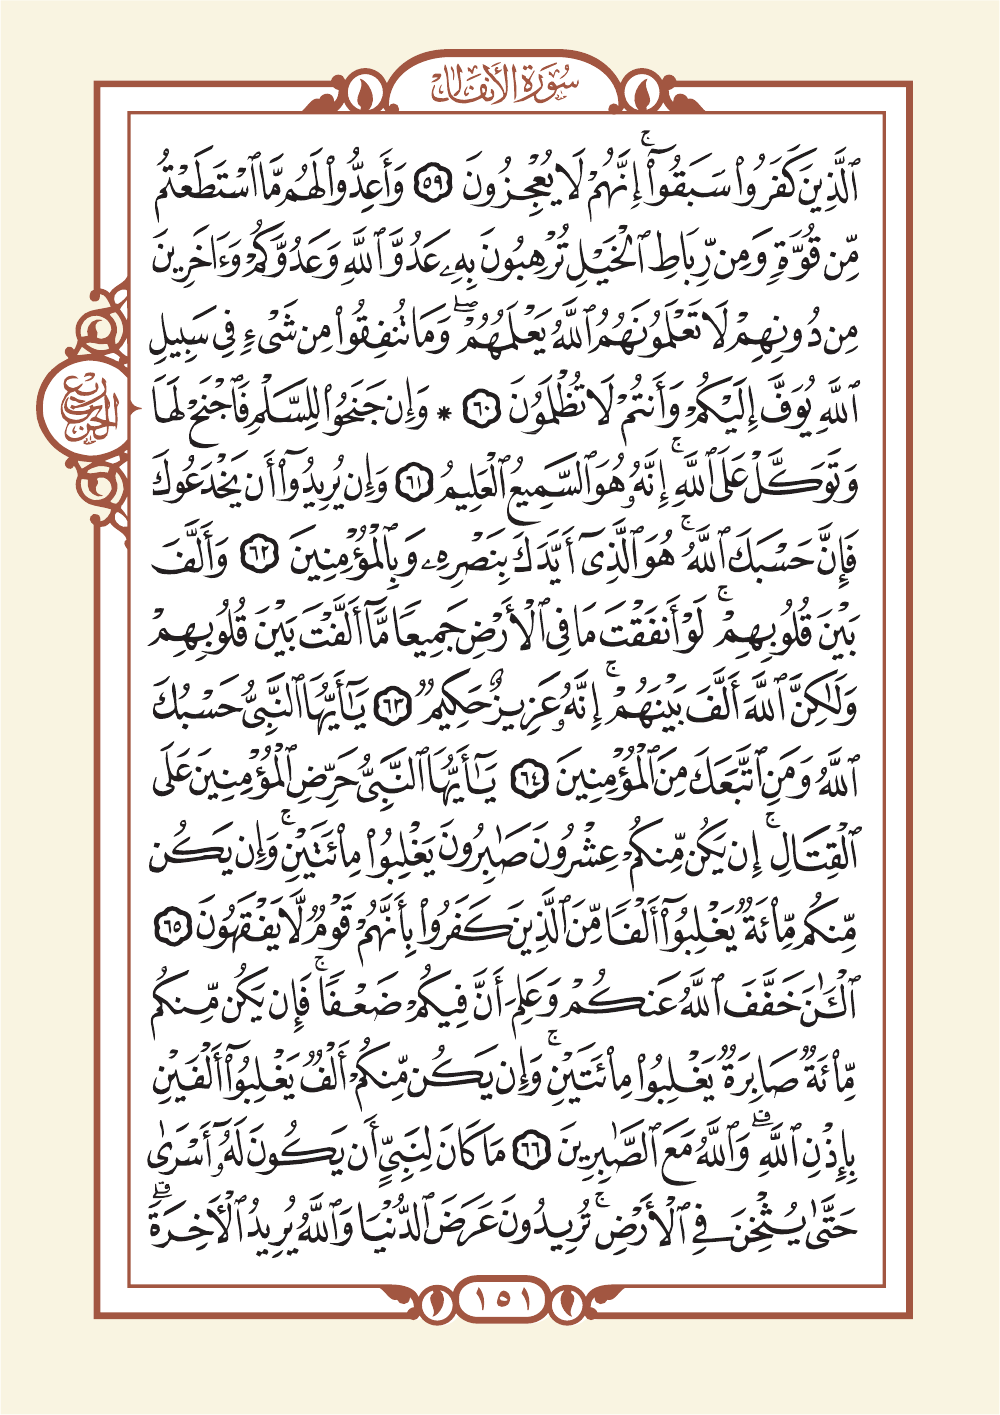 سُورَةُ الأَنفَالِ
ٱلَّذِينَ كَفَرُوا۟ سَبَقُوٓا۟ ۚ إِنَّهُمْ لَا يُعْجِزُونَ ٥٩ وَأَعِدُّوا۟ لَهُم مَّا ٱسْتَطَعْتُم
مِّن قُوَّةٍ وَمِن رِّبَاطِ ٱلْخَيْلِ تُرْهِبُونَ بِهِۦ عَدُوَّ ٱللَّهِ وَعَدُوَّكُمْ وَءَاخَرِينَ
مِن دُونِهِمْ لَا تَعْلَمُونَهُمُ ٱللَّهُ يَعْلَمُهُمْ ۖ وَمَا تُنفِقُوا۟ مِن شَىْءٍ فِى سَبِيلِ
ٱللَّهِ يُوَفَّ إِلَيْكُمْ وَأَنتُمْ لَا تُظْلَمُونَ ٦٠ * وَإِن جَنَحُوا۟ لِلسَّلْمِ فَٱجْنَحْ لَهَا
ربع الحزب
وَتَوَكَّلْ عَلَى ٱللَّهِ ۚ إِنَّهُۥ هُوَ ٱلسَّمِيعُ ٱلْعَلِيمُ ٦١ وَإِن يُرِيدُوٓا۟ أَن يَخْدَعُوكَ
فَإِنَّ حَسْبَكَ ٱللَّهُ ۚ هُوَ ٱلَّذِىٓ أَيَّدَكَ بِنَصْرِهِۦ وَبِٱلْمُؤْمِنِينَ ٦٢ وَأَلَّفَ
بَيْنَ قُلُوبِهِمْ ۚ لَوْ أَنفَقْتَ مَا فِى ٱلْأَرْضِ جَمِيعًا مَّآ أَلَّفْتَ بَيْنَ قُلُوبِهِمْ
وَلَٰكِنَّ ٱللَّهَ أَلَّفَ بَيْنَهُمْ ۚ إِنَّهُۥ عَزِيزٌ حَكِيمٌ ٦٣ يَٰٓأَيُّهَا ٱلنَّبِىُّ حَسْبُكَ
ٱللَّهُ وَمَنِ ٱتَّبَعَكَ مِنَ ٱلْمُؤْمِنِينَ ٦٤ يَٰٓأَيُّهَا ٱلنَّبِىُّ حَرِّضِ ٱلْمُؤْمِنِينَ عَلَى
ٱلْقِتَالِ ۚ إِن يَكُن مِّنكُمْ عِشْرُونَ صَٰبِرُونَ يَغْلِبُوا۟ مِا۟ئَتَيْنِ ۚ وَإِن يَكُن
مِّنكُم مِّا۟ئَةٌ يَغْلِبُوٓا۟ أَلْفًا مِّنَ ٱلَّذِينَ كَفَرُوا۟ بِأَنَّهُمْ قَوْمٌ لَّا يَفْقَهُونَ ٦٥
ٱلْـَٰٔنَ خَفَّفَ ٱللَّهُ عَنكُمْ وَعَلِمَ أَنَّ فِيكُمْ ضَعْفًا ۚ فَإِن يَكُن مِّنكُم
مِّا۟ئَةٌ صَابِرَةٌ يَغْلِبُوا۟ مِا۟ئَتَيْنِ ۚ وَإِن يَكُن مِّنكُمْ أَلْفٌ يَغْلِبُوٓا۟ أَلْفَيْنِ
بِإِذْنِ ٱللَّهِ ۗ وَٱللَّهُ مَعَ ٱلصَّٰبِرِينَ ٦٦ مَا كَانَ لِنَبِىٍّ أَن يَكُونَ لَهُۥٓ أَسْرَىٰ
حَتَّىٰ يُثْخِنَ فِى ٱلْأَرْضِ ۚ تُرِيدُونَ عَرَضَ ٱلدُّنْيَا وَٱللَّهُ يُرِيدُ ٱلْـَٔاخِرَةَ ۗ
١٥١